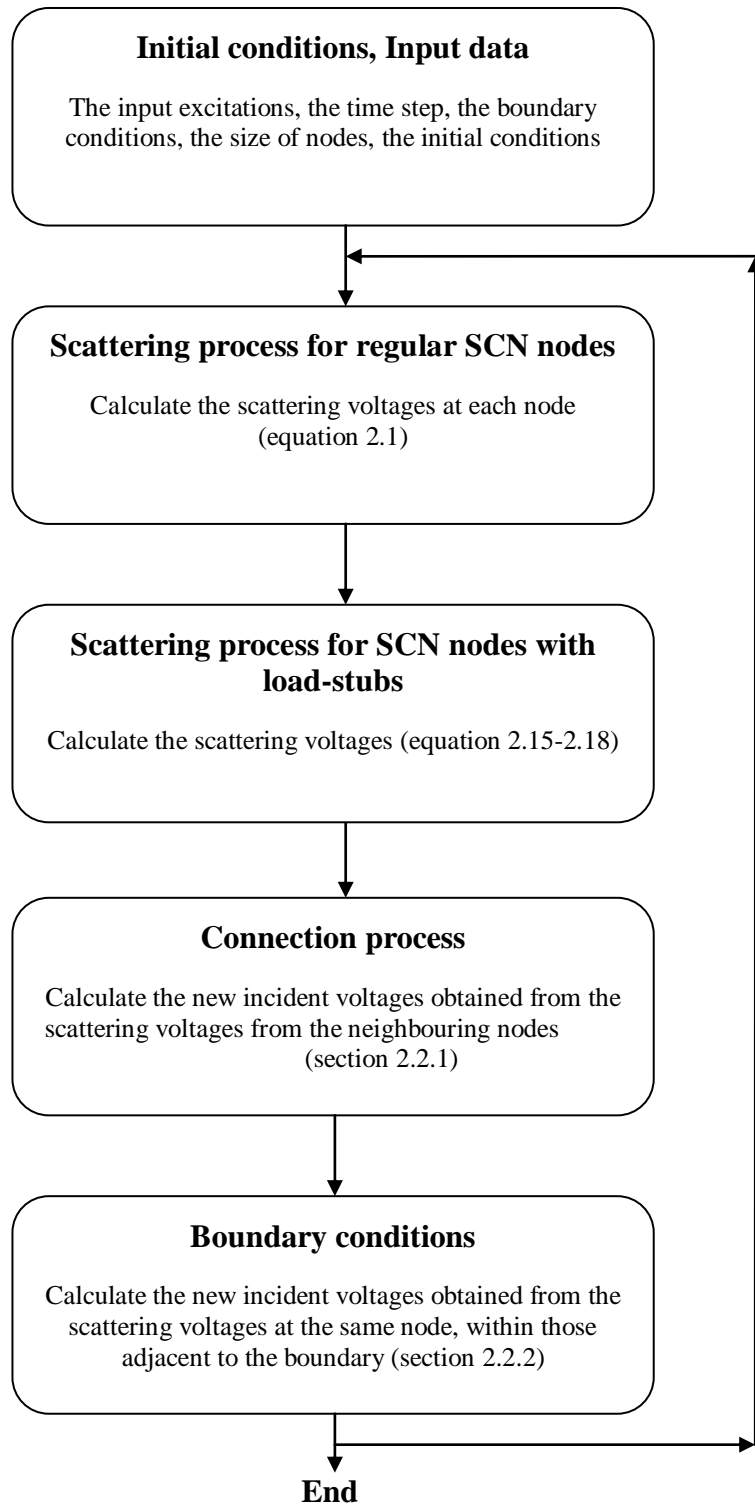 Initial conditions, Input data
The input excitations, the time step, the boundary
conditions, the size of nodes, the initial conditions
Scattering process for regular SCN nodes
Calculate the scattering voltages at each node
(equation 2.1)
Scattering process for SCN nodes with
load-stubs
Calculate the scattering voltages (equation 2.15-2.18)
Connection process
Calculate the new incident voltages obtained from the
scattering voltages from the neighbouring nodes
(section 2.2.1)
Boundary conditions
Calculate the new incident voltages obtained from the
scattering voltages at the same node, within those
adjacent to the boundary (section 2.2.2)
End